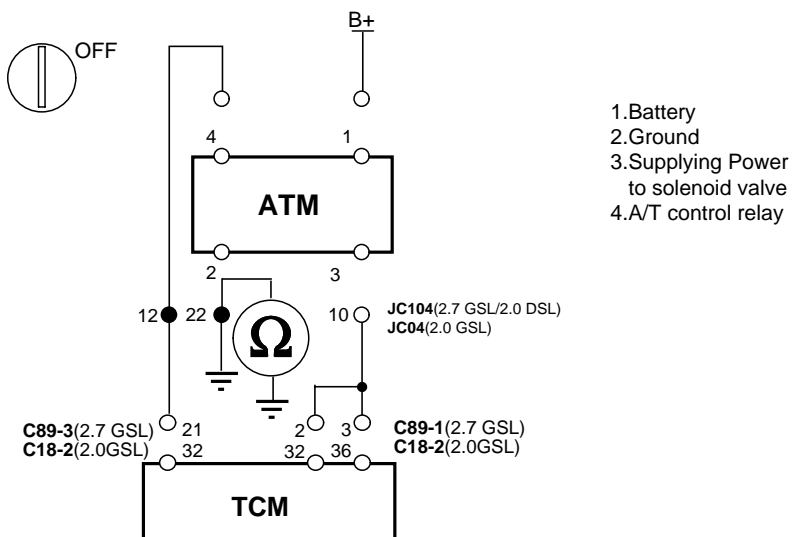 B+
OFF
1.Battery
2.Ground
3.Supplying Power
to solenoid valve
4.A/T control relay
4 1
ATM
2 3
12 22 Ω 10 JC104(2.7 GSL/2.0 DSL)
JC04(2.0 GSL)
C89-3(2.7 GSL) 21 2 3 C89-1(2.7 GSL)
C18-2(2.0GSL) 32 32 36 C18-2(2.0GSL)
TCM